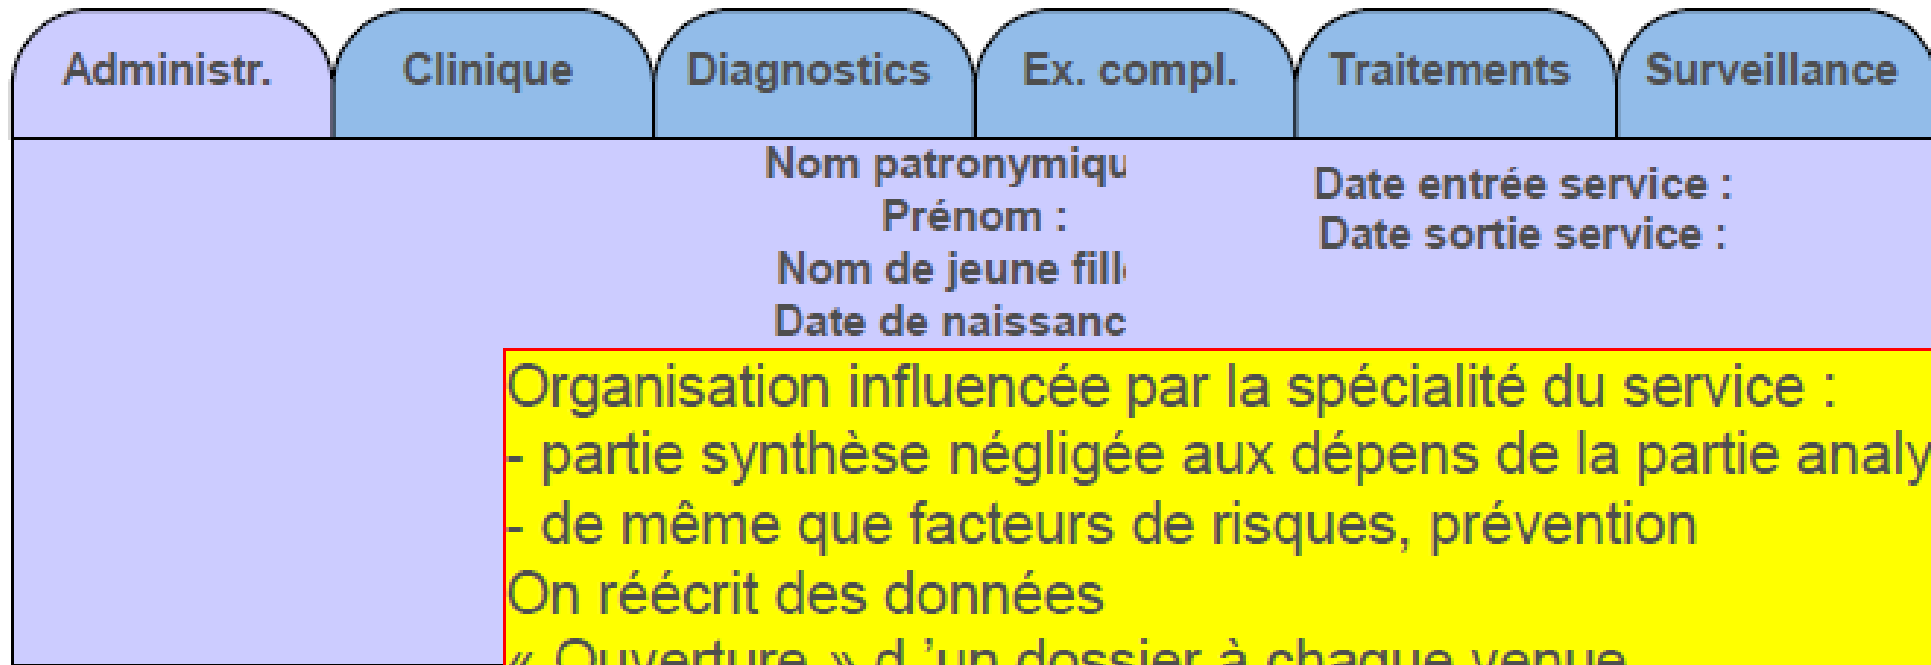 Administr. Clinique Diagnostics Ex. compl. Traitements Surveillance
Nom patronymiqu
Prénom :
Nom de jeune fill
Date de naissanc
Date entrée service :
Date sortie service :
Organisation influencée par la spécialité du service :
- partie synthèse négligée aux dépens de la partie analy
- de même que facteurs de risques, prévention
On réécrit des données
« Ouverture » d ’un dossier à chaque venue